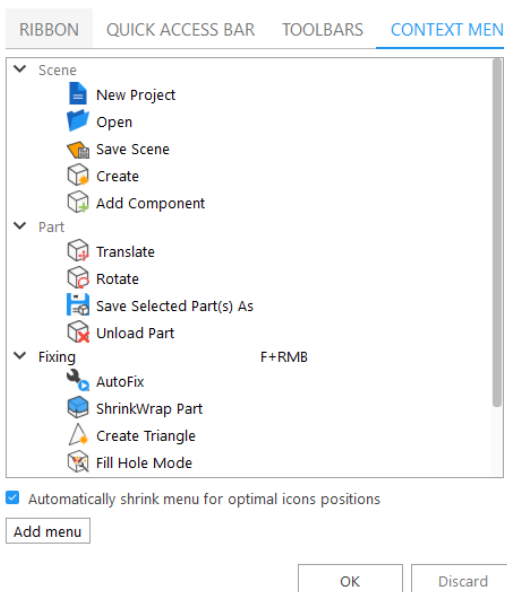 RIBBON QUICK ACCESS BAR TOOLBARS CONTEXT MEN
Scene
New Project
Open
Save Scene
Create
Add Component
Part
Translate
Rotate
Save Selected Part(s) As
Unload Part
Fixing F+RMB
AutoFix
ShrinkWrap Part
Create Triangle
Fill Hole Mode
Automatically shrink menu for optimal icons positions
Add menu
OK Discard